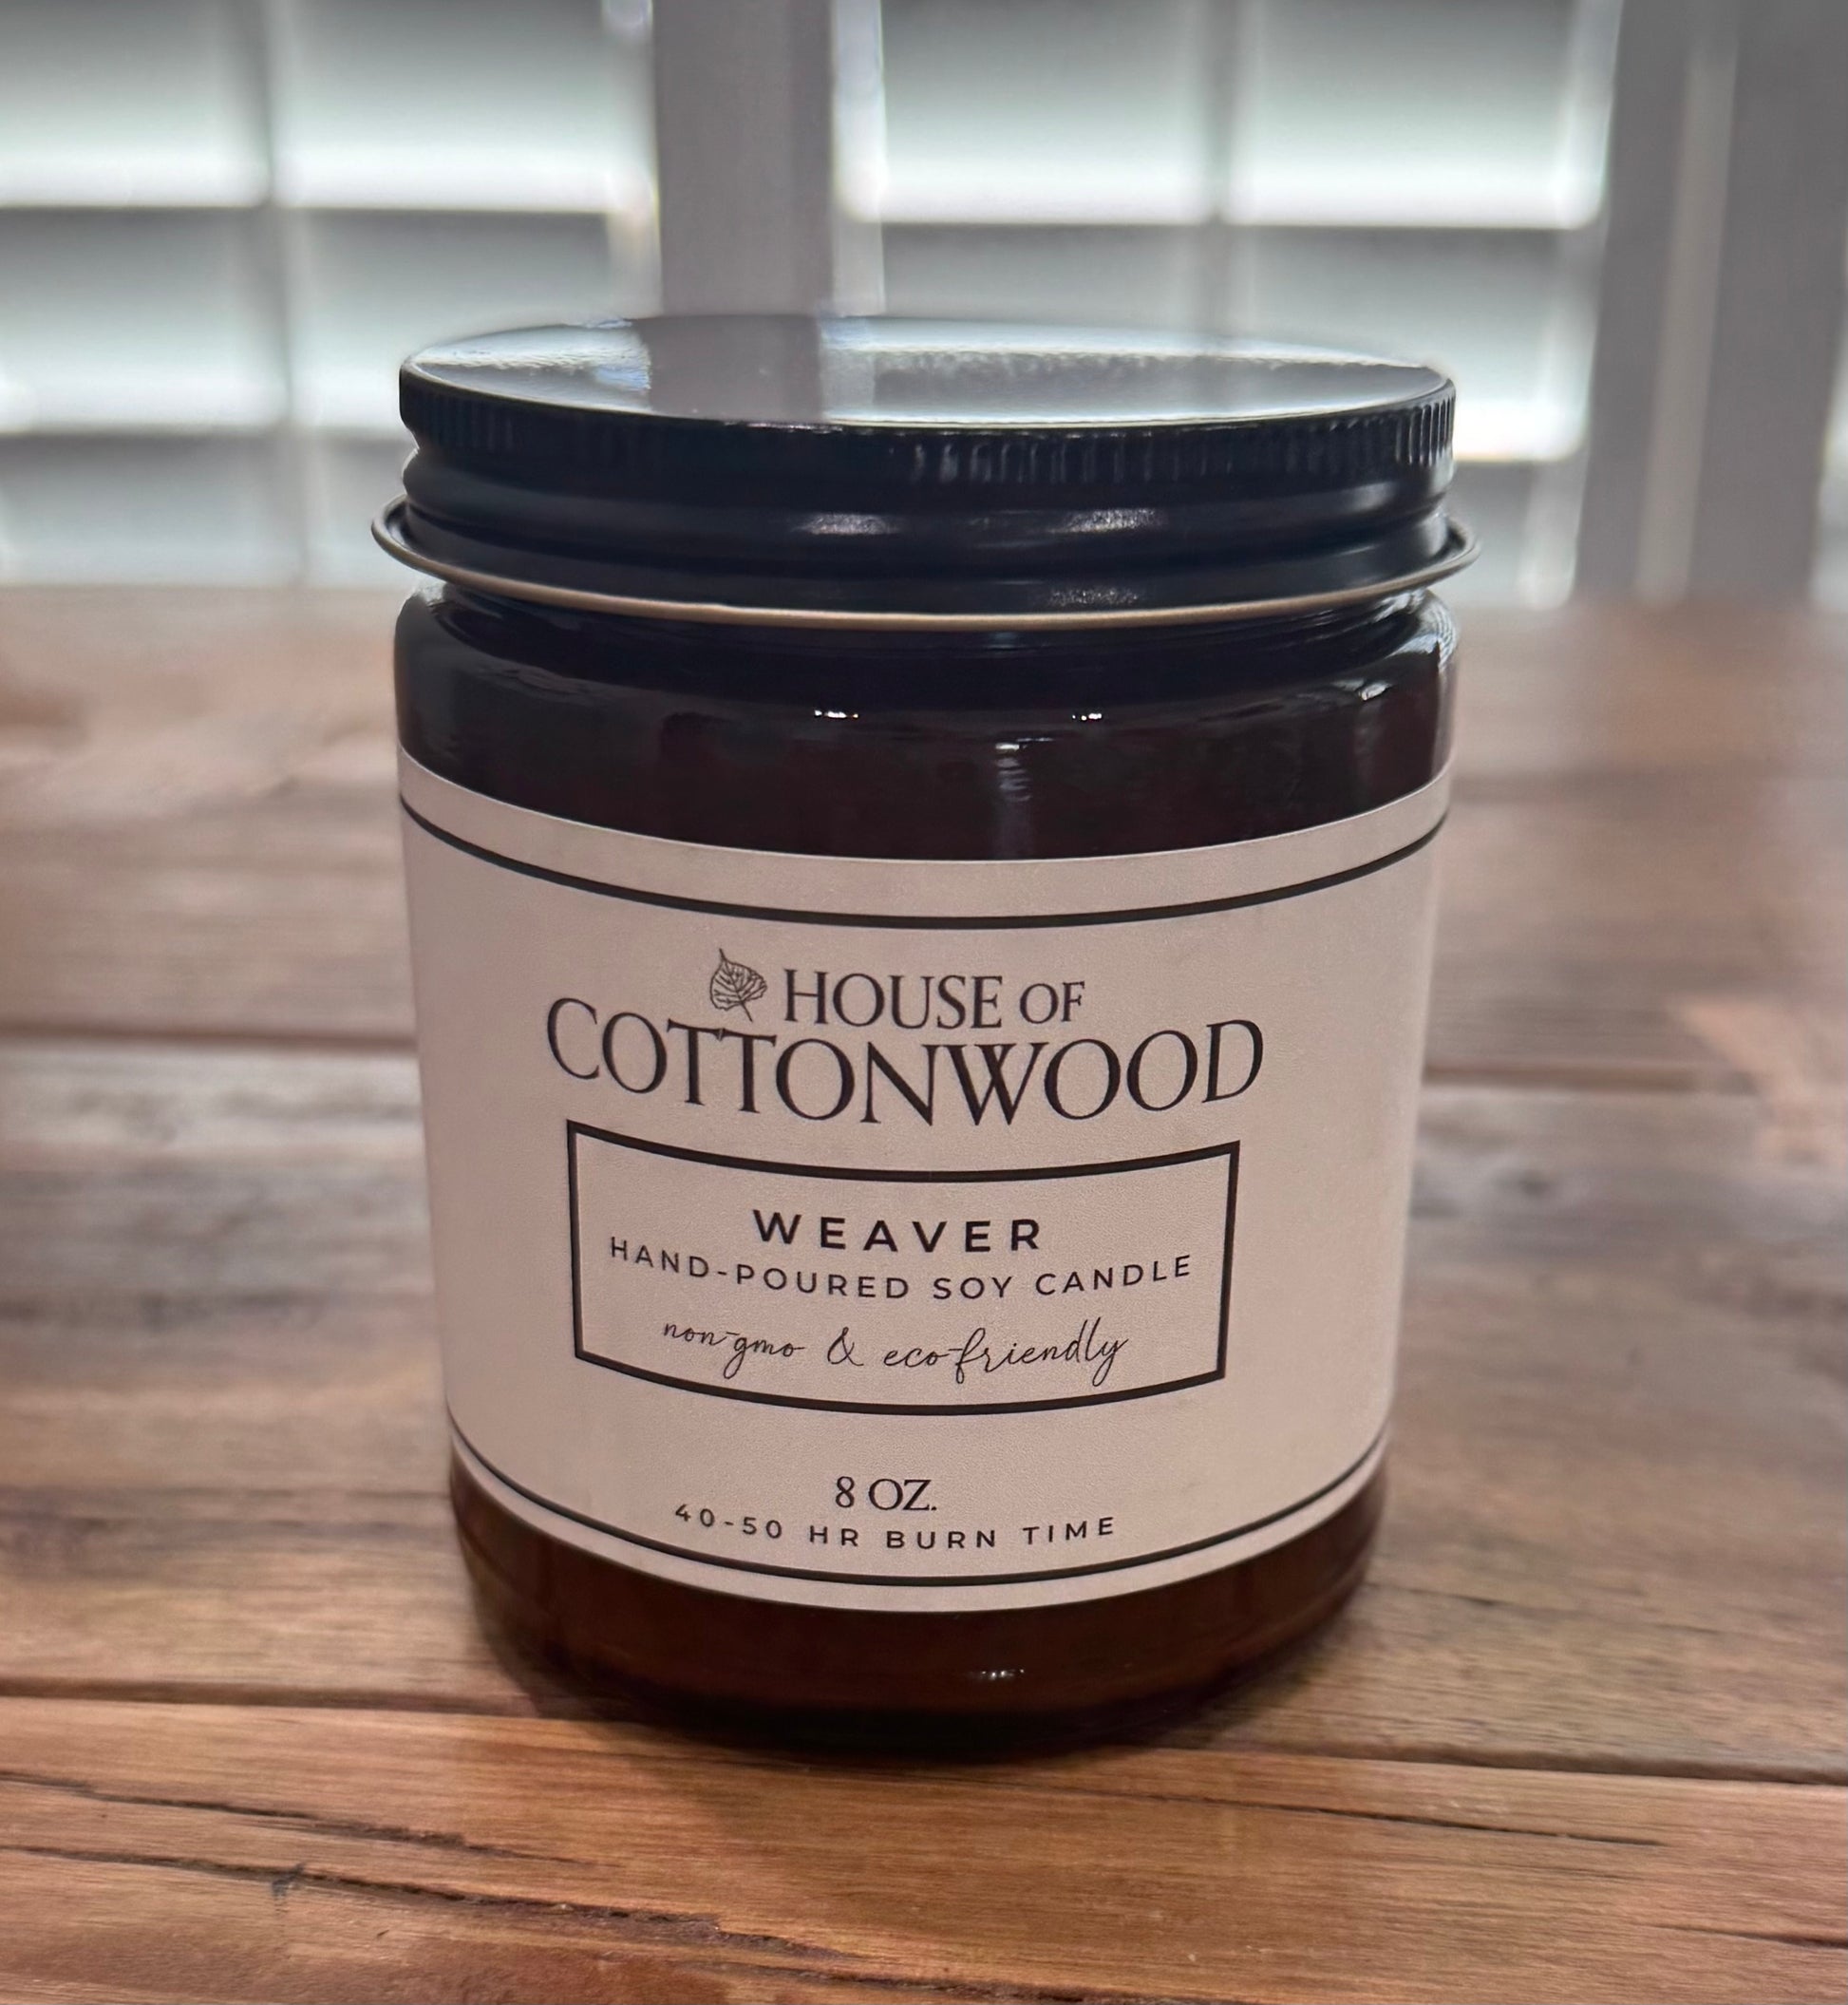 HOUSE OF
COTTONWOOD
WEAVER
HAND-POURED SOY CANDLE
non-gmo & eco-friendly
8 OZ.
40-50 HR BURN TIME